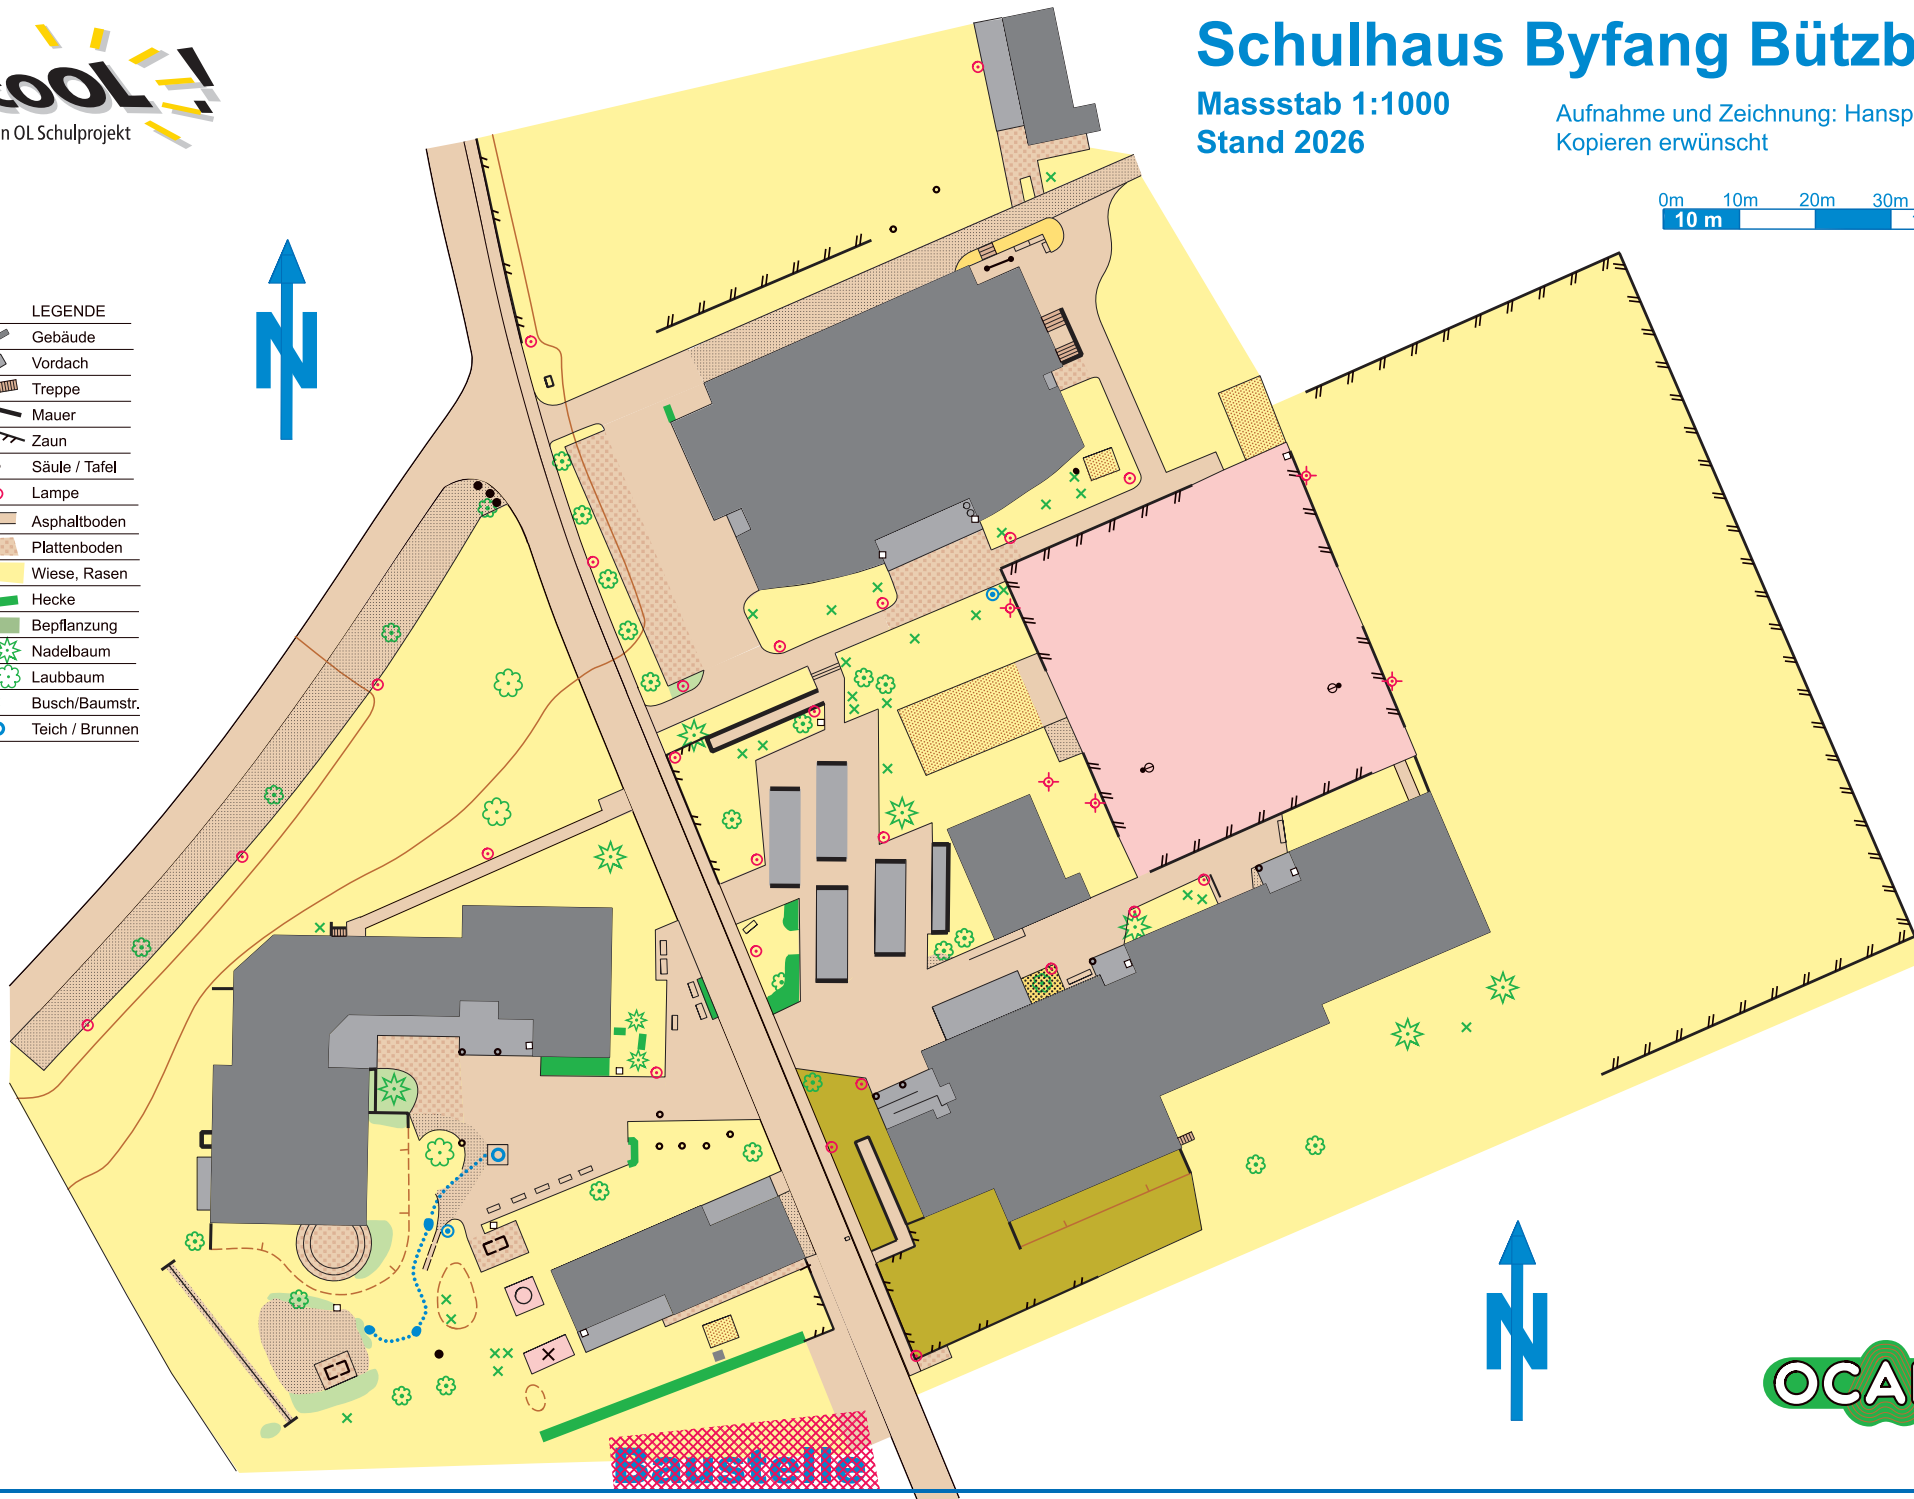 Schulhaus Byfang Bützb
Massstab 1:1000
Stand 2026
Aufnahme und Zeichnung: Hansp
Kopieren erwünscht
0m 10m 20m 30m
10 m
COOL!
n OL Schulprojekt
N
LEGENDE
Gebäude
Vordach
Treppe
Mauer
Zaun
Säule / Tafel
Lampe
Asphaltboden
Plattenboden
Wiese, Rasen
Hecke
Bepflanzung
Nadelbaum
Laubbaum
Busch/Baumstr.
Teich / Brunnen
N
OCA
Baustelle